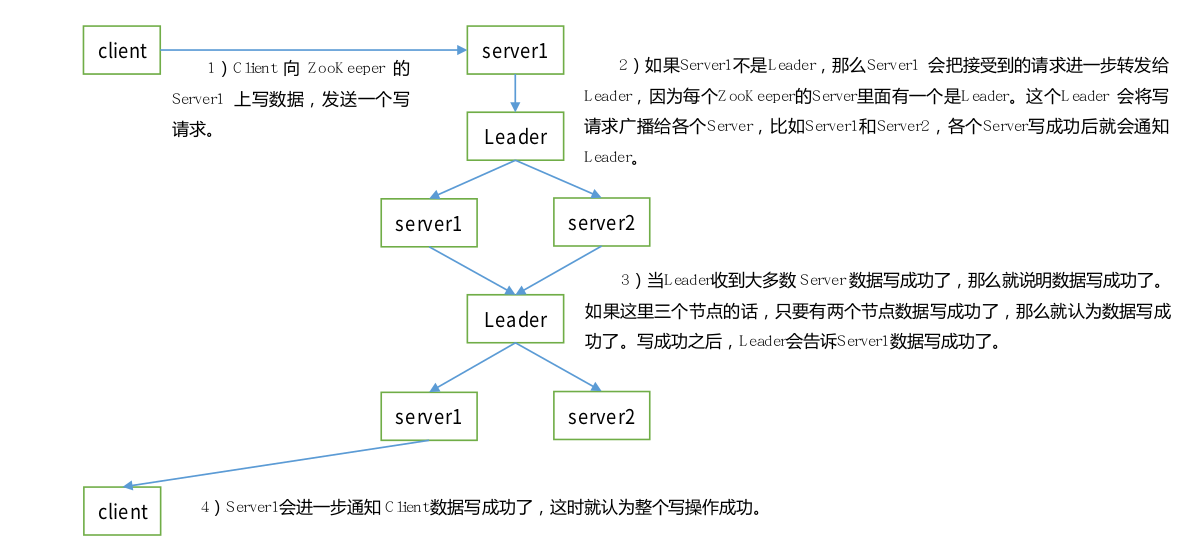 client
server1
1）Client 向 ZooKeeper 的
Server1 上写数据，发送一个写
请求。
2）如果Server1不是Leader，那么Server1 会把接受到的请求进一步转发给
Leader，因为每个ZooKeeper的Server里面有一个是Leader。这个Leader 会将写
请求广播给各个Server，比如Server1和Server2，各个Server写成功后就会通知
Leader。
Leader
server1
server2
3）当Leader收到大多数 Server 数据写成功了，那么就说明数据写成功了。
如果这里三个节点的话，只要有两个节点数据写成功了，那么就认为数据写成
功了。写成功之后，Leader会告诉Server1数据写成功了。
Leader
server1
server2
client
4）Server1会进一步通知 Client数据写成功了，这时就认为整个写操作成功。